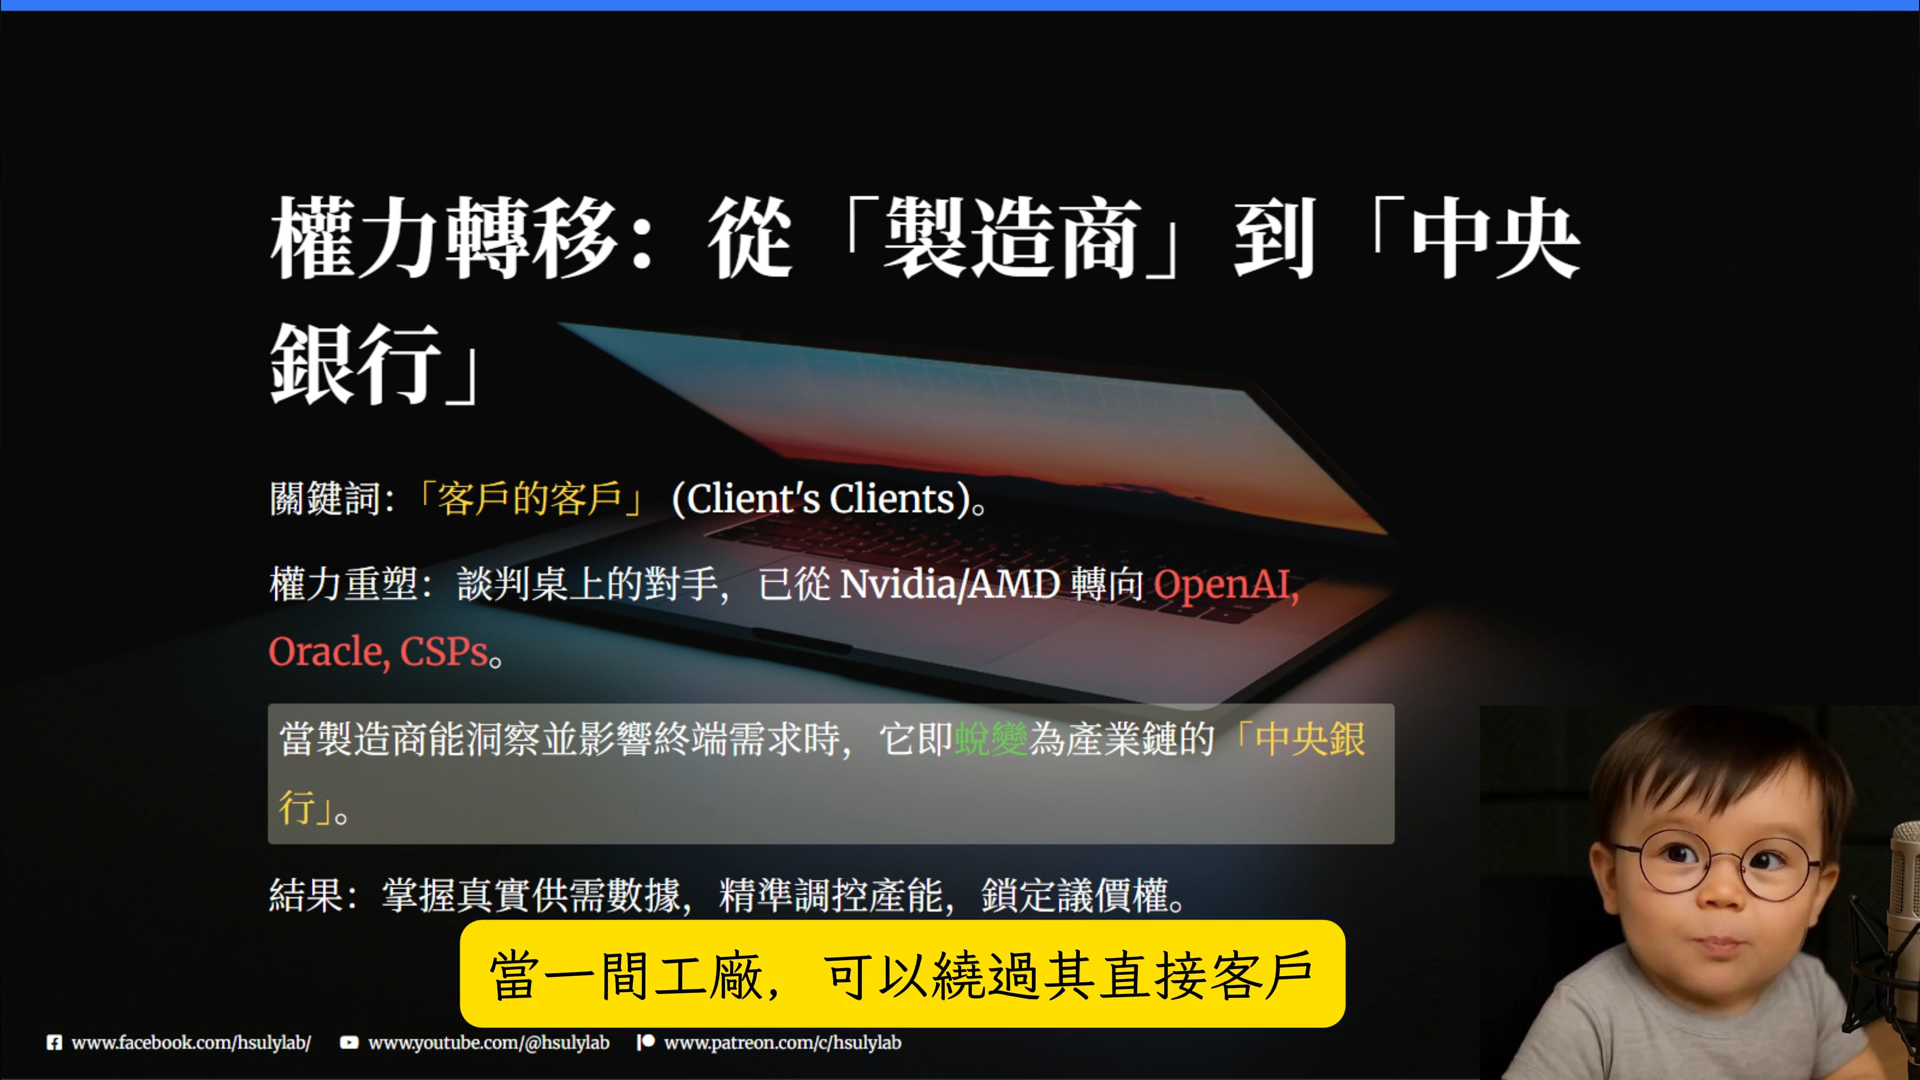 權力轉移：從「製造商」到「中央
銀行」
關鍵詞：「客戶的客戶」 (Client's Clients)。
權力重塑：談判桌上的對手，已從 Nvidia/AMD 轉向 OpenAI,
Oracle, CSPs。
當製造商能洞察並影響終端需求時，它即蛻變為產業鏈的「中央銀
行」。
結果：掌握真實供需數據，精準調控產能，鎖定議價權。
當一間工廠，可以繞過其直接客戶
www.facebook.com/hsulylab/ www.youtube.com/@hsulylab www.patreon.com/c/hsulylab